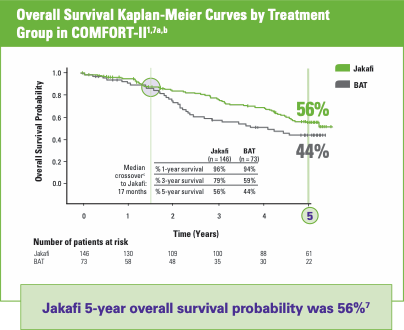 Overall Survival Kaplan-Meier Curves by Treatment
Group in COMFORT-II1,7a,b
Jakafi
BAT
Overall Survival Probability
1.0
0.8
0.6
0.4
0.2
0.0
56%
44%
Median
crossoverc
to Jakafi:
17 months
Jakafi BAT
(n = 146) (n = 73)
% 1-year survival 96% 94%
% 3-year survival 79% 59%
% 5-year survival 56% 44%
0 1 2 3 4 5
Time (Years)
Number of patients at risk
Jakafi 146 130 109 100 88 61
BAT 73 58 48 35 30 22
Jakafi 5-year overall survival probability was 56%7